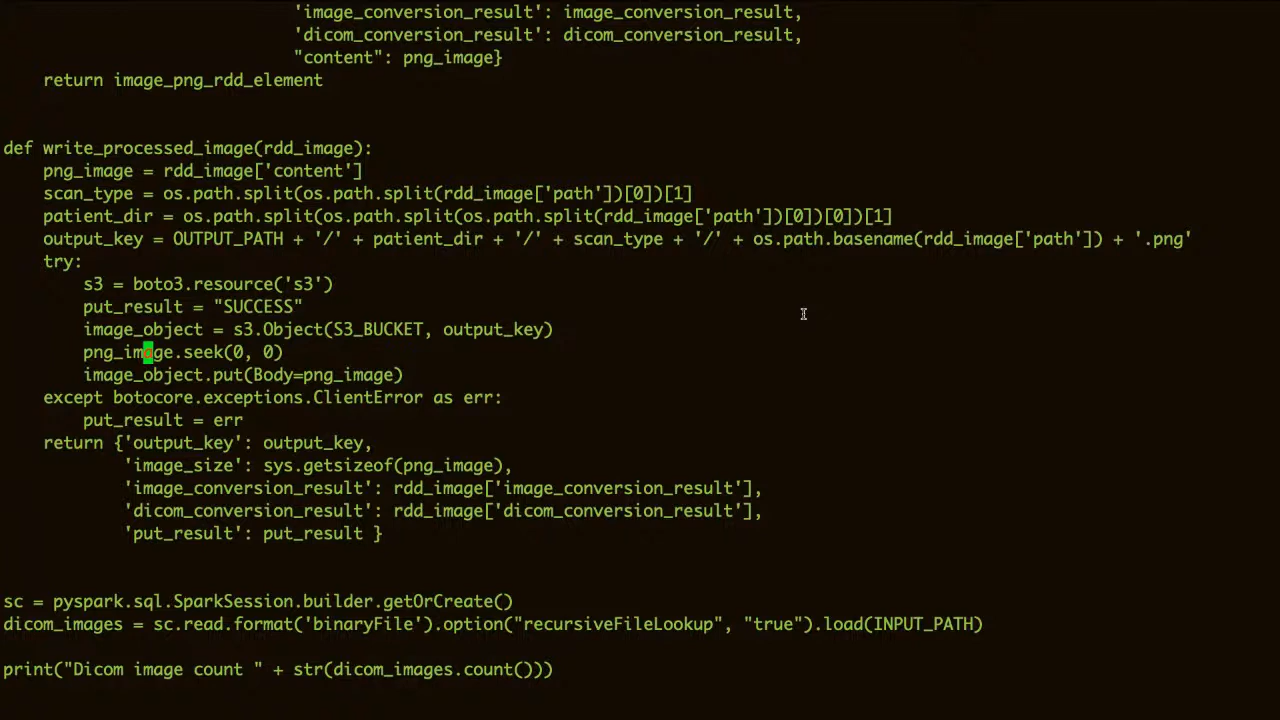 'image_conversion_result': image_conversion_result,
'dicom_conversion_result': dicom_conversion_result,
"content": png_image}
return image_png_rdd_element
def write_processed_image(rdd_image):
png_image = rdd_image['content']
scan_type = os.path.split(os.path.split(rdd_image['path'])[0])[1]
patient_dir = os.path.split(os.path.split(os.path.split(rdd_image['path'])[0])[0])[1]
output_key = OUTPUT_PATH + '/' + patient_dir + '/' + scan_type + '/' + os.path.basename(rdd_image['path']) + '.png'
try:
s3 = boto3.resource('s3')
put_result = "SUCCESS"
image_object = s3.Object(S3_BUCKET, output_key)
png_image.seek(0, 0)
image_object.put(Body=png_image)
except botocore.exceptions.ClientError as err:
put_result = err
return {'output_key': output_key,
'image_size': sys.getsizeof(png_image),
'image_conversion_result': rdd_image['image_conversion_result'],
'dicom_conversion_result': rdd_image['dicom_conversion_result'],
'put_result': put_result }
sc = pyspark.sql.SparkSession.builder.getOrCreate()
dicom_images = sc.read.format('binaryFile').option("recursiveFileLookup", "true").load(INPUT_PATH)
print("Dicom image count " + str(dicom_images.count()))